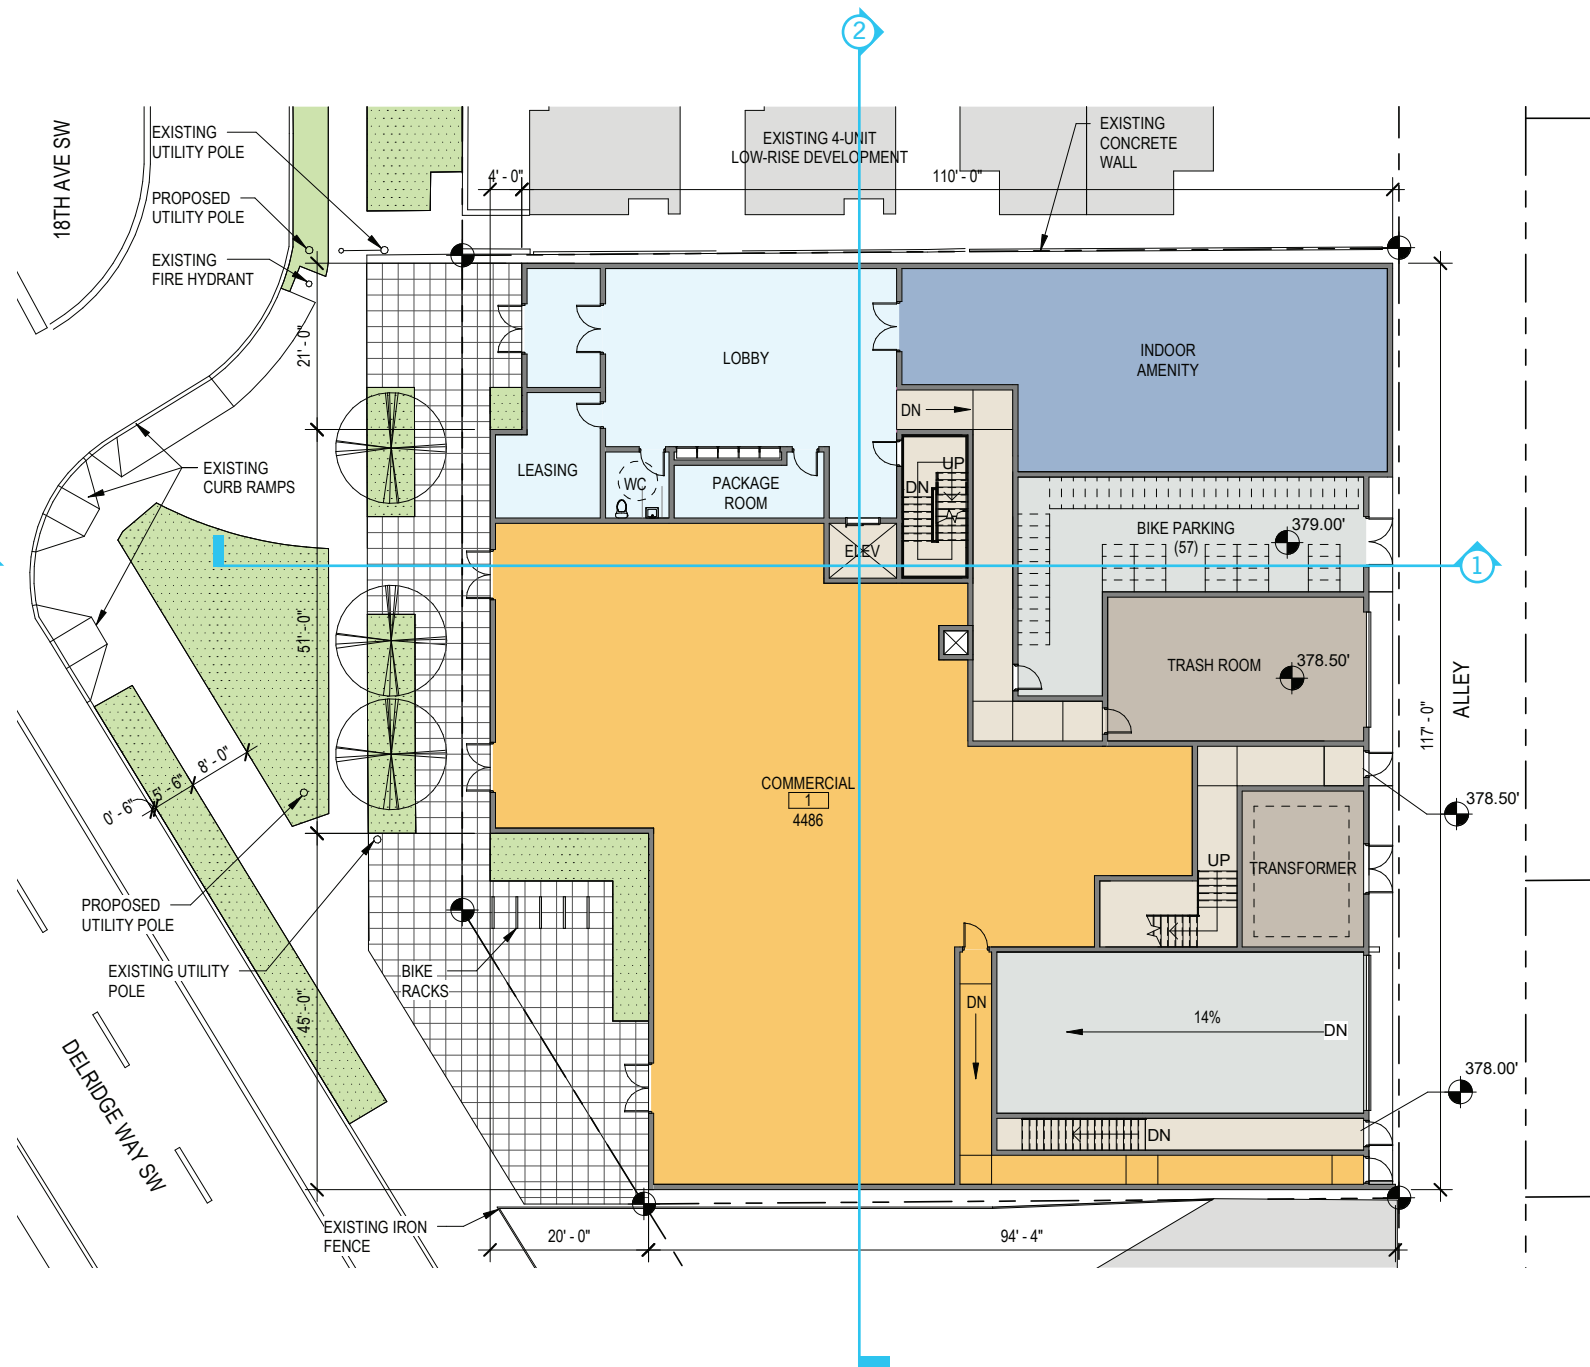 2
18TH AVE SW
EXISTING
UTILITY POLE
PROPOSED
UTILITY POLE
EXISTING
FIRE HYDRANT
EXISTING 4-UNIT
LOW-RISE DEVELOPMENT
EXISTING
CONCRETE
WALL
4' - 0"
110' - 0"
21' - 0"
LOBBY
INDOOR
AMENITY
DN
EXISTING
CURB RAMPS
LEASING
WC
PACKAGE
ROOM
UP
DN
ELEV
BIKE PARKING
(57)
379.00'
1
51' - 0"
TRASH ROOM
378.50'
ALLEY
117' - 0"
8' - 0"
5' - 6"
0' - 6"
COMMERCIAL
1
4486
378.50'
UP
TRANSFORMER
PROPOSED
UTILITY POLE
EXISTING UTILITY
POLE
BIKE
RACKS
45' - 0"
DN
14%
DN
DELRIDGE WAY SW
378.00'
DN
EXISTING IRON
FENCE
20' - 0"
94' - 4"